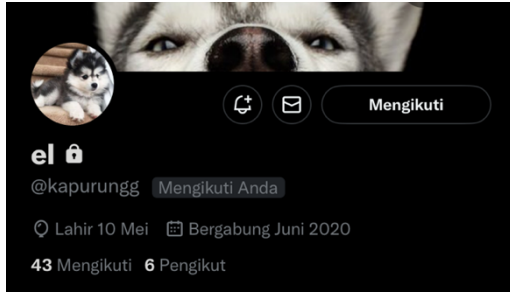 Mengikuti
el
@kapurungg Mengikuti Anda
Lahir 10 Mei Bergabung Juni 2020
43 Mengikuti 6 Pengikut